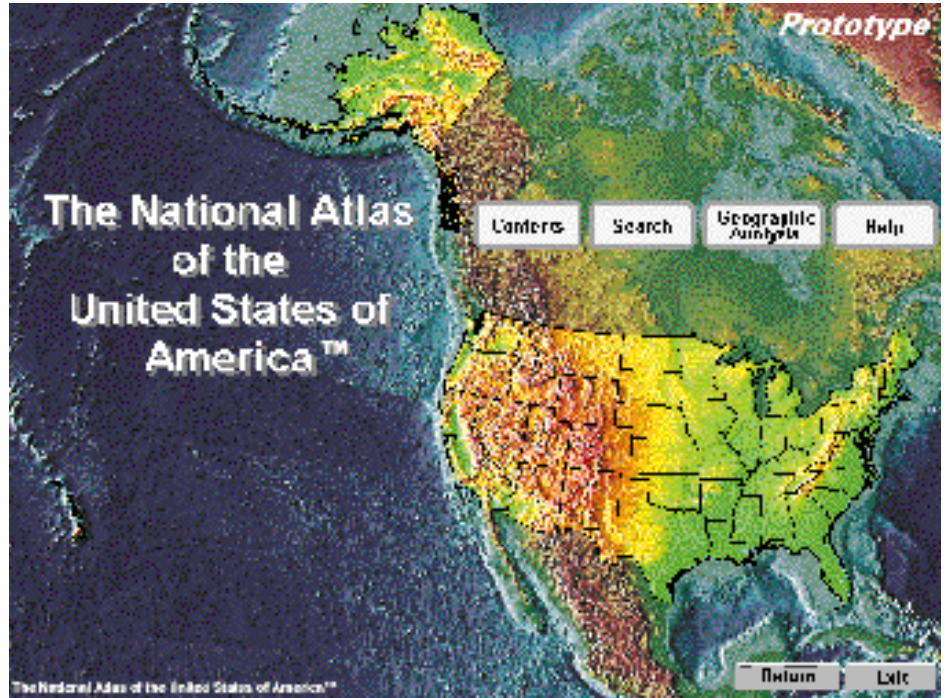 Prototype
The National Atlas
of the
United States of
America™
Contents
Search
Geographic
Analysis
Help
Return
Exit
The National Atlas of the United States of America™